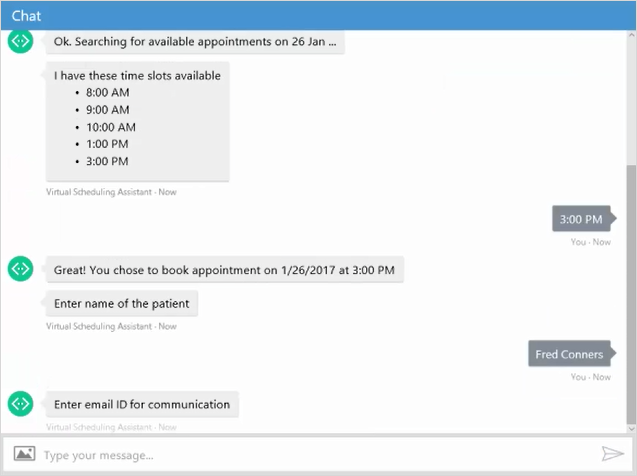 Chat
Ok. Searching for available appointments on 26 Jan ...
I have these time slots available
• 8:00 AM
• 9:00 AM
• 10:00 AM
• 1:00 PM
• 3:00 PM
Virtual Scheduling Assistant - Now
3:00 PM
You - Now
Great! You chose to book appointment on 1/26/2017 at 3:00 PM
Enter name of the patient
Virtual Scheduling Assistant - Now
Fred Conners
You - Now
Enter email ID for communication
Virtual Scheduling Assistant - Now
Type your message...